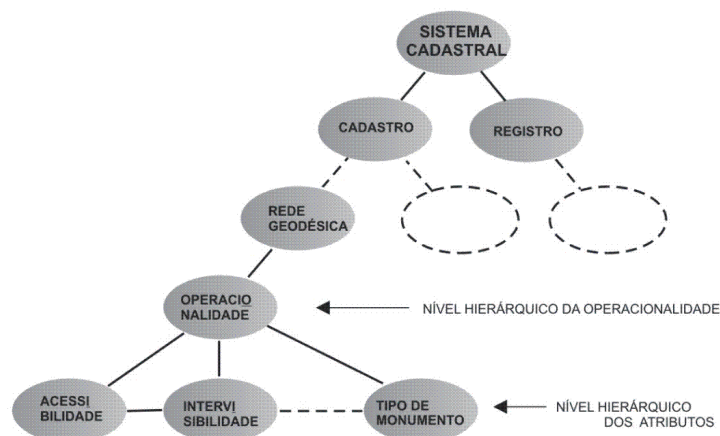 SISTEMA
CADASTRAL
CADASTRO
REGISTRO
REDE
GEODÉSICA
OPERACIO
NALIDADE
NÍVEL HIERÁRQUICO DA OPERACIONALIDADE
ACESSI
BILIDADE
INTERVI
SIBILIDADE
TIPO DE
MONUMENTO
NÍVEL HIERÁRQUICO
DOS ATRIBUTOS